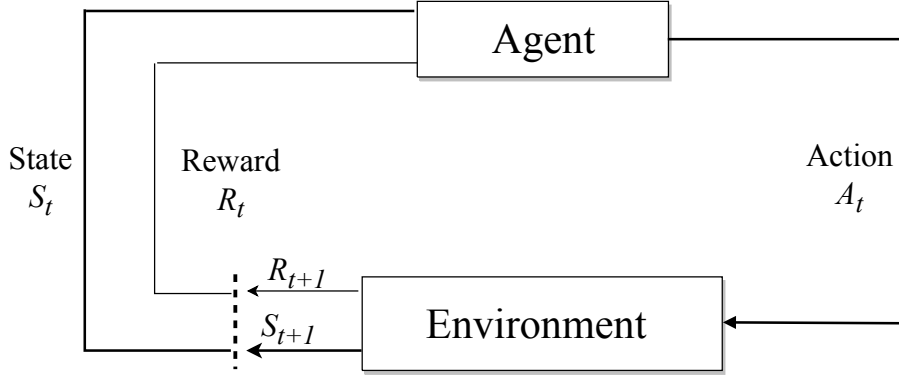 Agent
State
S_t
Reward
R_t
Action
A_t
R_{t+1}
S_{t+1}
Environment